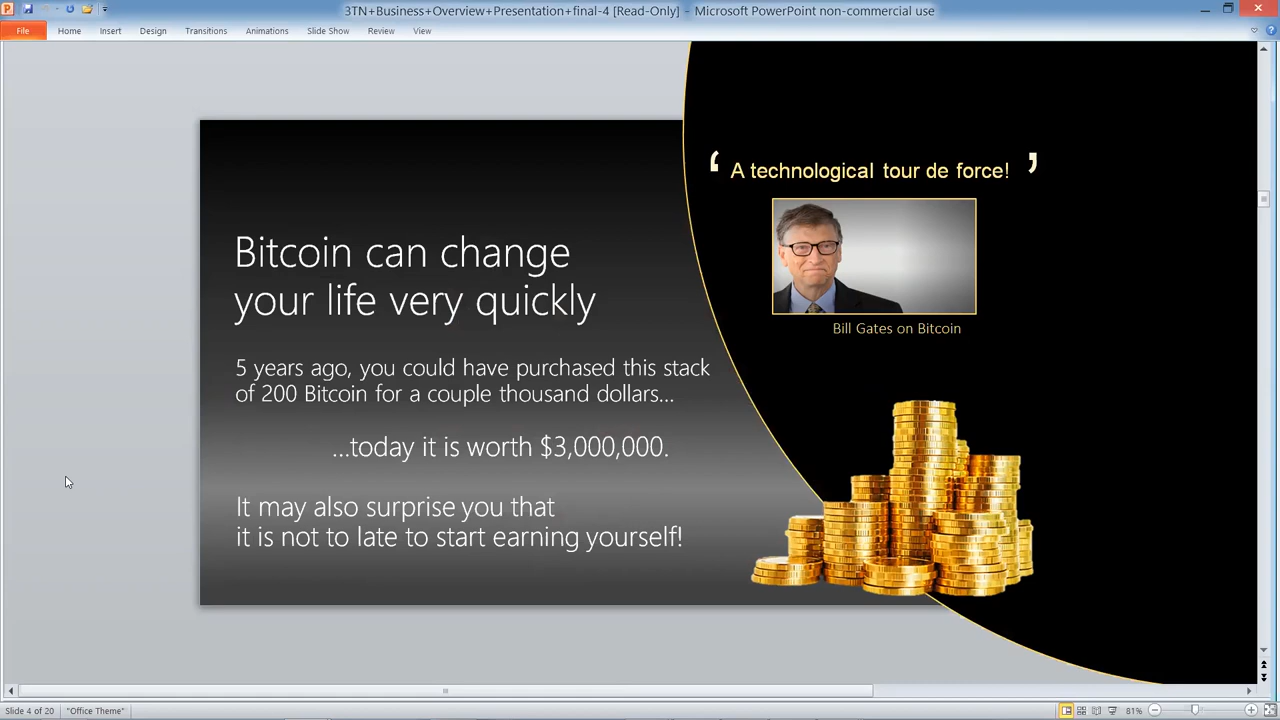 3TN+Business+Overview+Presentation+final-4 [Read-Only] - Microsoft PowerPoint non-commercial use
File Home Insert Design Transitions Animations Slide Show Review View
‘ A technological tour de force! ’
Bill Gates on Bitcoin
Bitcoin can change
your life very quickly
5 years ago, you could have purchased this stack
of 200 Bitcoin for a couple thousand dollars...
...today it is worth $3,000,000.
It may also surprise you that
it is not to late to start earning yourself!
Slide 4 of 20 "Office Theme" 81%